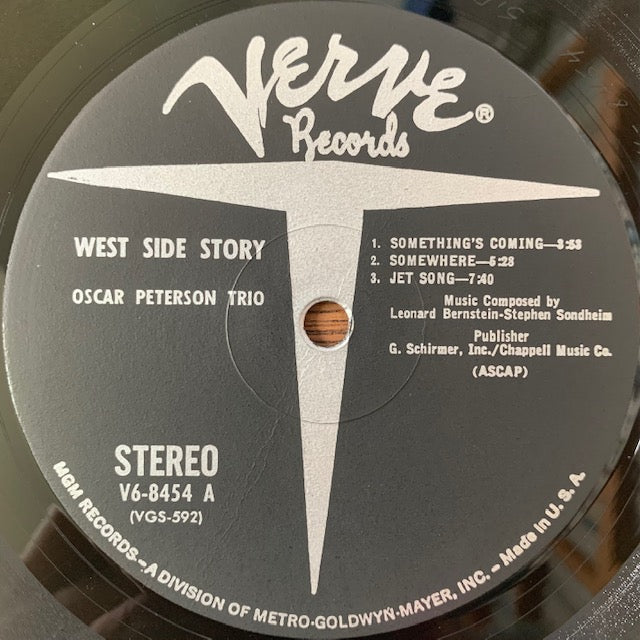 VERVE®
Records
WEST SIDE STORY
OSCAR PETERSON TRIO
1. SOMETHING'S COMING—3:58
2. SOMEWHERE—5:28
3. JET SONG—7:40
Music Composed by
Leonard Bernstein-Stephen Sondheim
Publisher
G. Schirmer, Inc./Chappell Music Co.
(ASCAP)
STEREO
V6-8454 A
(VGS-592)
MGM RECORDS—A DIVISION OF METRO-GOLDWYN-MAYER, INC.—Made in U.S.A.